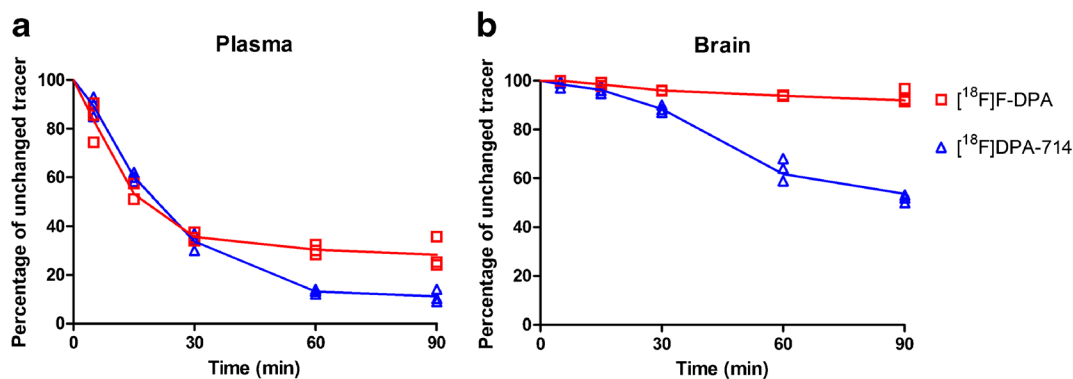 a
Plasma
Percentage of unchanged tracer
100
80
60
40
20
0
0 30 60 90
Time (min)
b
Brain
Percentage of unchanged tracer
100
80
60
40
20
0
0 30 60 90
Time (min)
[¹⁸F]F-DPA
[¹⁸F]DPA-714